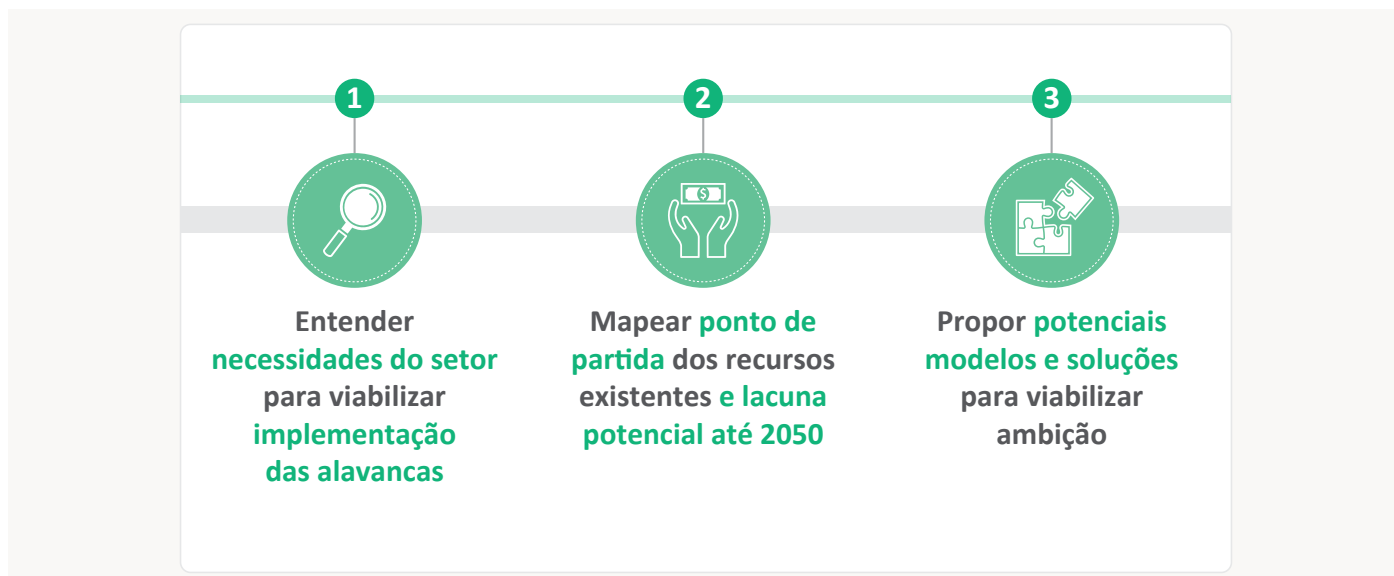 1
Entender
necessidades do setor
para viabilizar
implementação
das alavancas
2
$
Mapear ponto de
partida dos recursos
existentes e lacuna
potencial até 2050
3
Propor potenciais
modelos e soluções
para viabilizar
ambição